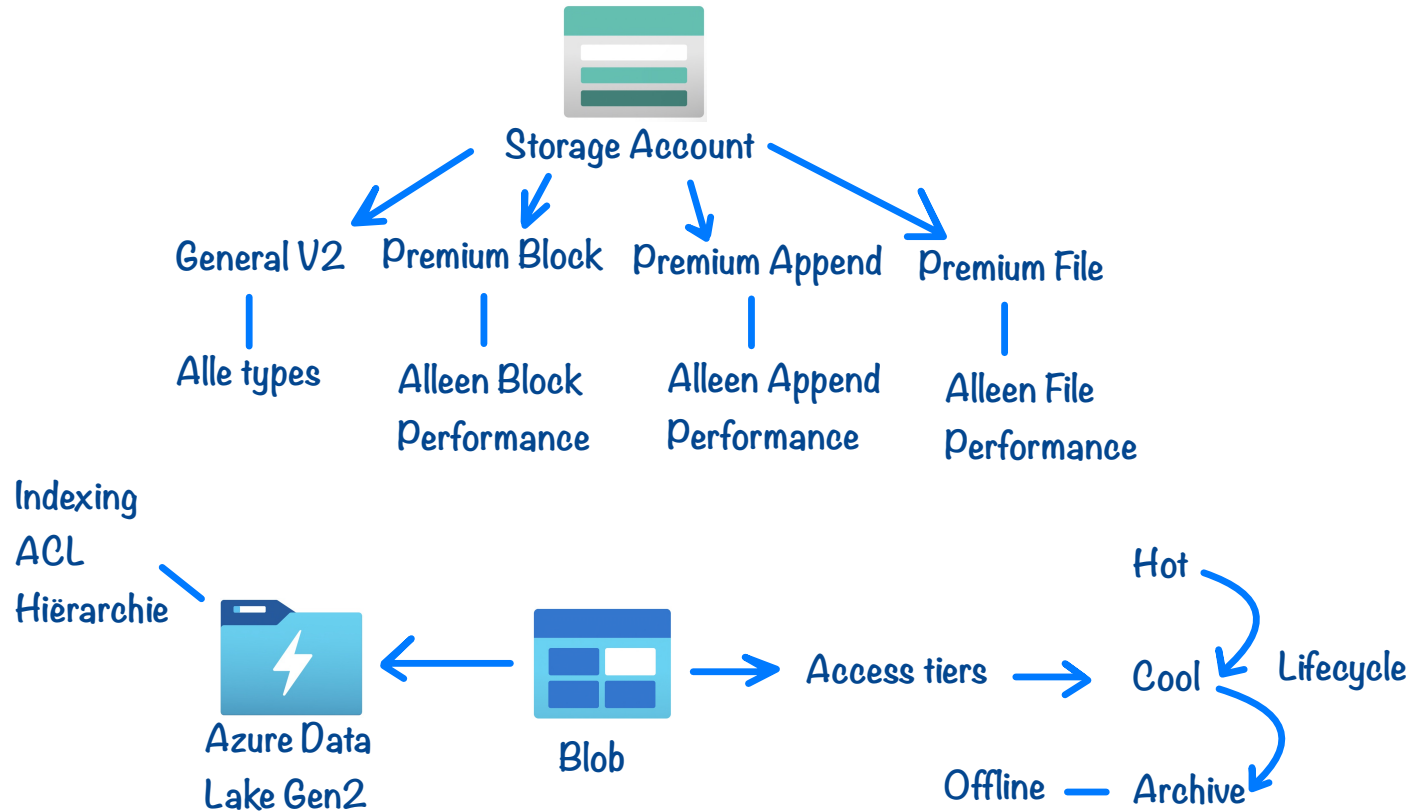 Storage Account
General V2
Premium Block
Premium Append
Premium File
Alle types
Alleen Block
Performance
Alleen Append
Performance
Alleen File
Performance
Indexing
ACL
Hiërarchie
Azure Data
Lake Gen2
Blob
Access tiers
Hot
Cool
Lifecycle
Offline
Archive